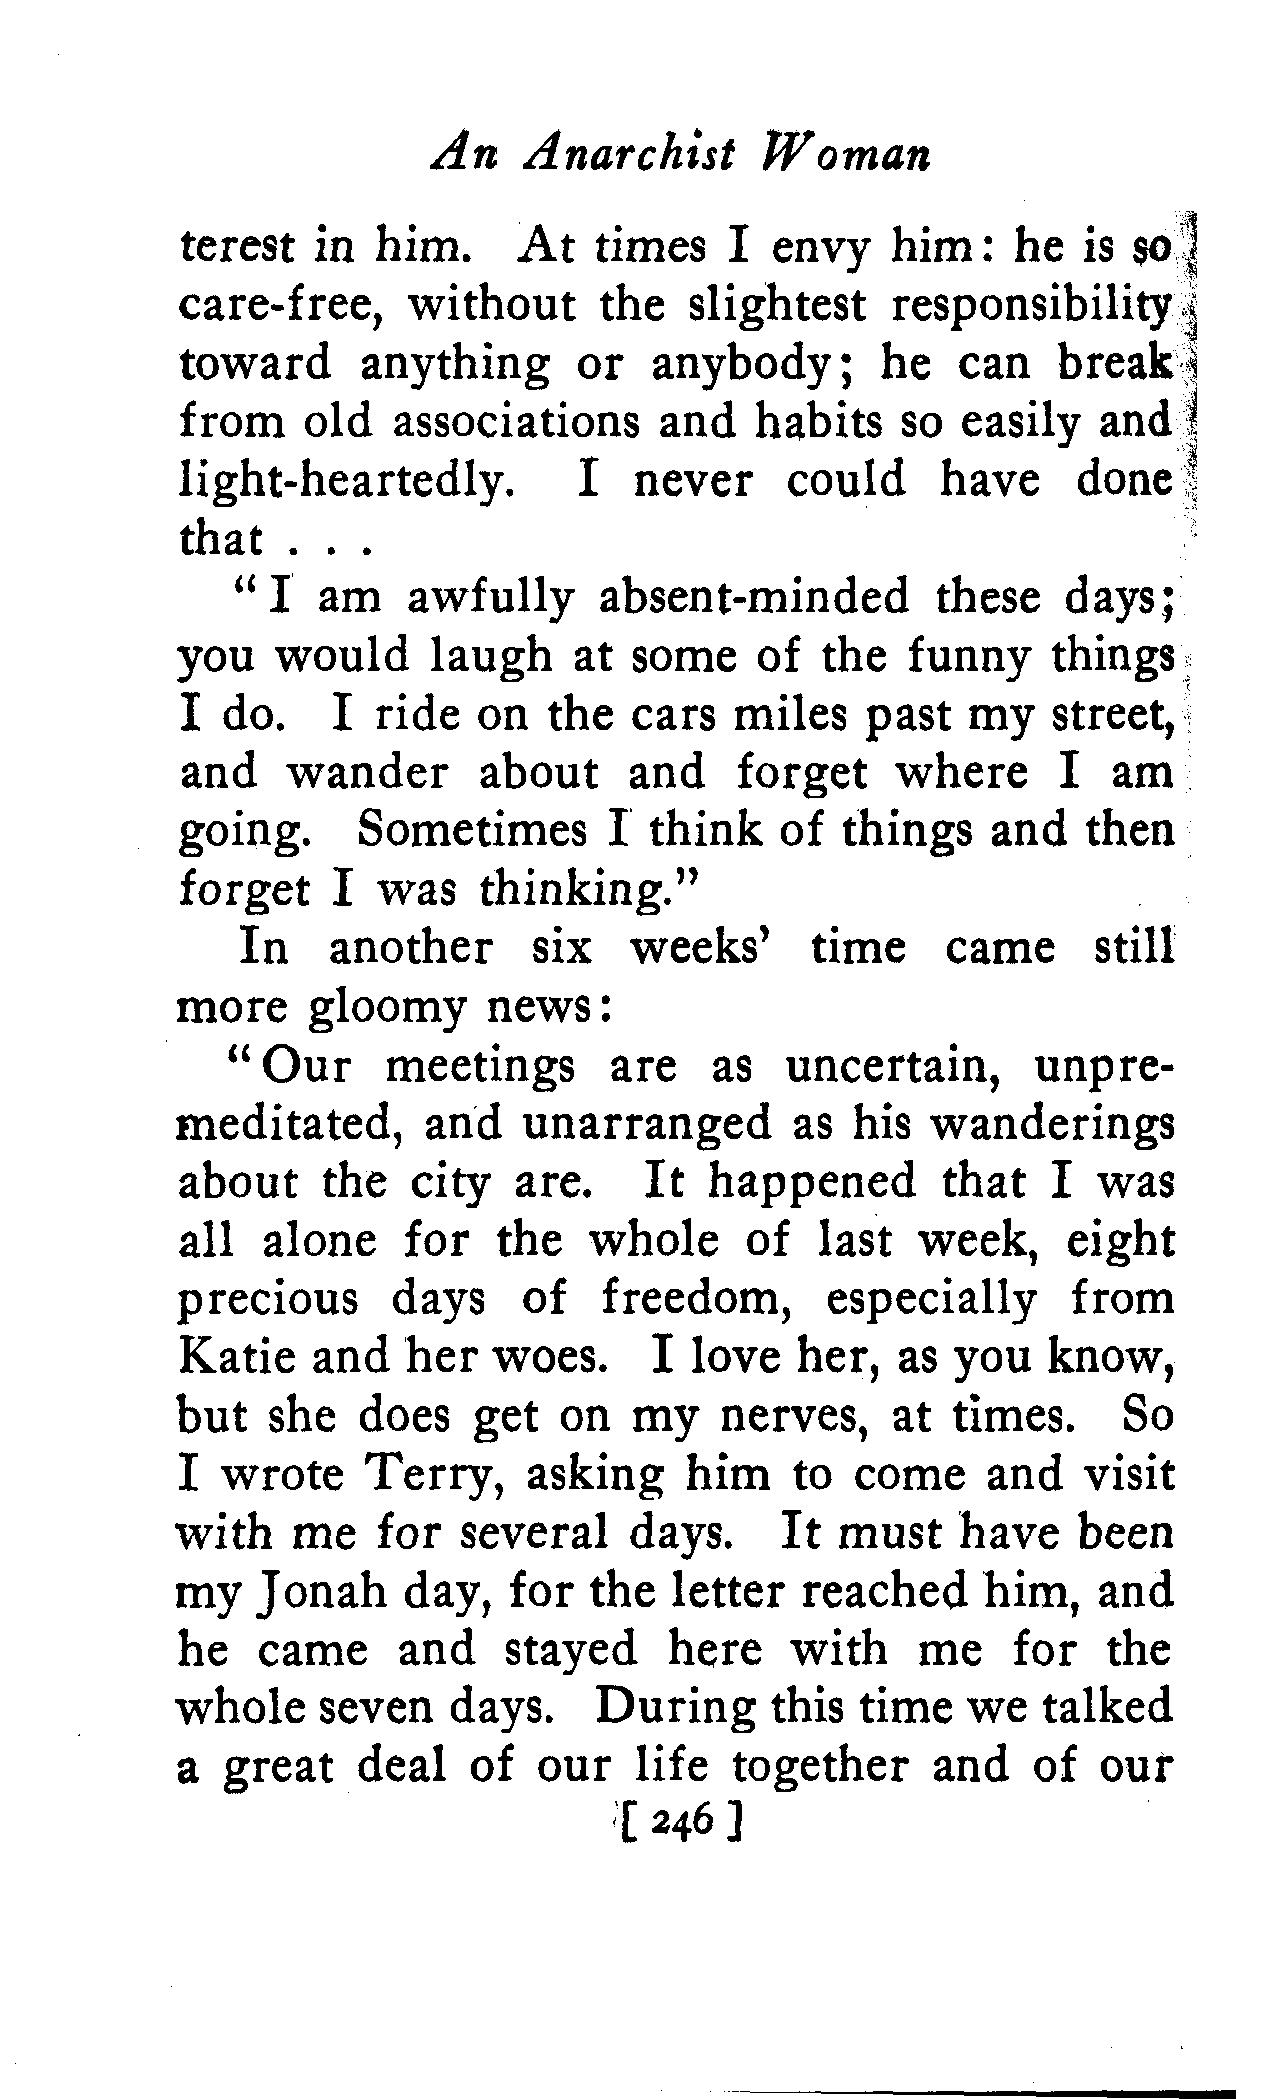 An Anarchist Woman
terest in him. At times I envy him: he is so
care-free, without the slightest responsibility
toward anything or anybody; he can break
from old associations and habits so easily and
light-heartedly. I never could have done
that . . .
"I am awfully absent-minded these days;
you would laugh at some of the funny things
I do. I ride on the cars miles past my street,
and wander about and forget where I am
going. Sometimes I think of things and then
forget I was thinking."
In another six weeks' time came still
more gloomy news:
"Our meetings are as uncertain, unpre-
meditated, and unarranged as his wanderings
about the city are. It happened that I was
all alone for the whole of last week, eight
precious days of freedom, especially from
Katie and her woes. I love her, as you know,
but she does get on my nerves, at times. So
I wrote Terry, asking him to come and visit
with me for several days. It must have been
my Jonah day, for the letter reached him, and
he came and stayed here with me for the
whole seven days. During this time we talked
a great deal of our life together and of our
[ 246 ]